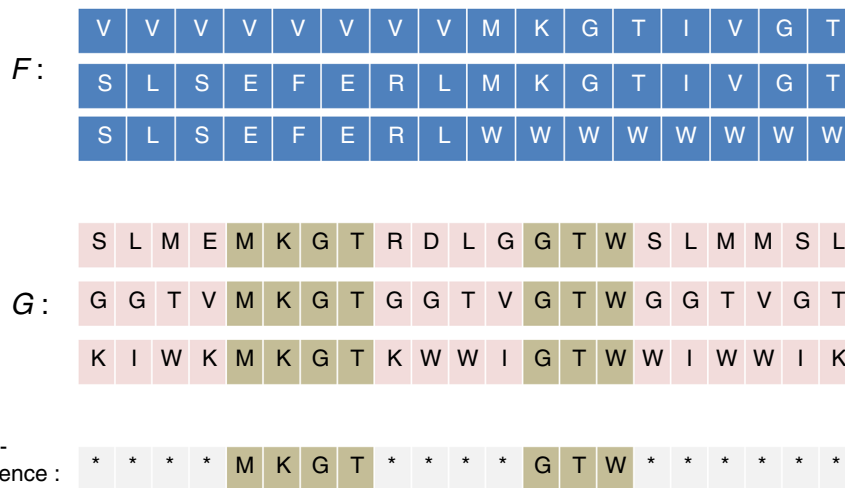 F :
V V V V V V V V M K G T I V G T
S L S E F E R L M K G T I V G T
S L S E F E R L W W W W W W W W
G :
S L M E M K G T R D L G G T W S L M M S L
G G T V M K G T G G T V G T W G G T V G T
K I W K M K G T K W W I G T W W I W W I K
-
ence : * * * * M K G T * * * * G T W * * * * * *